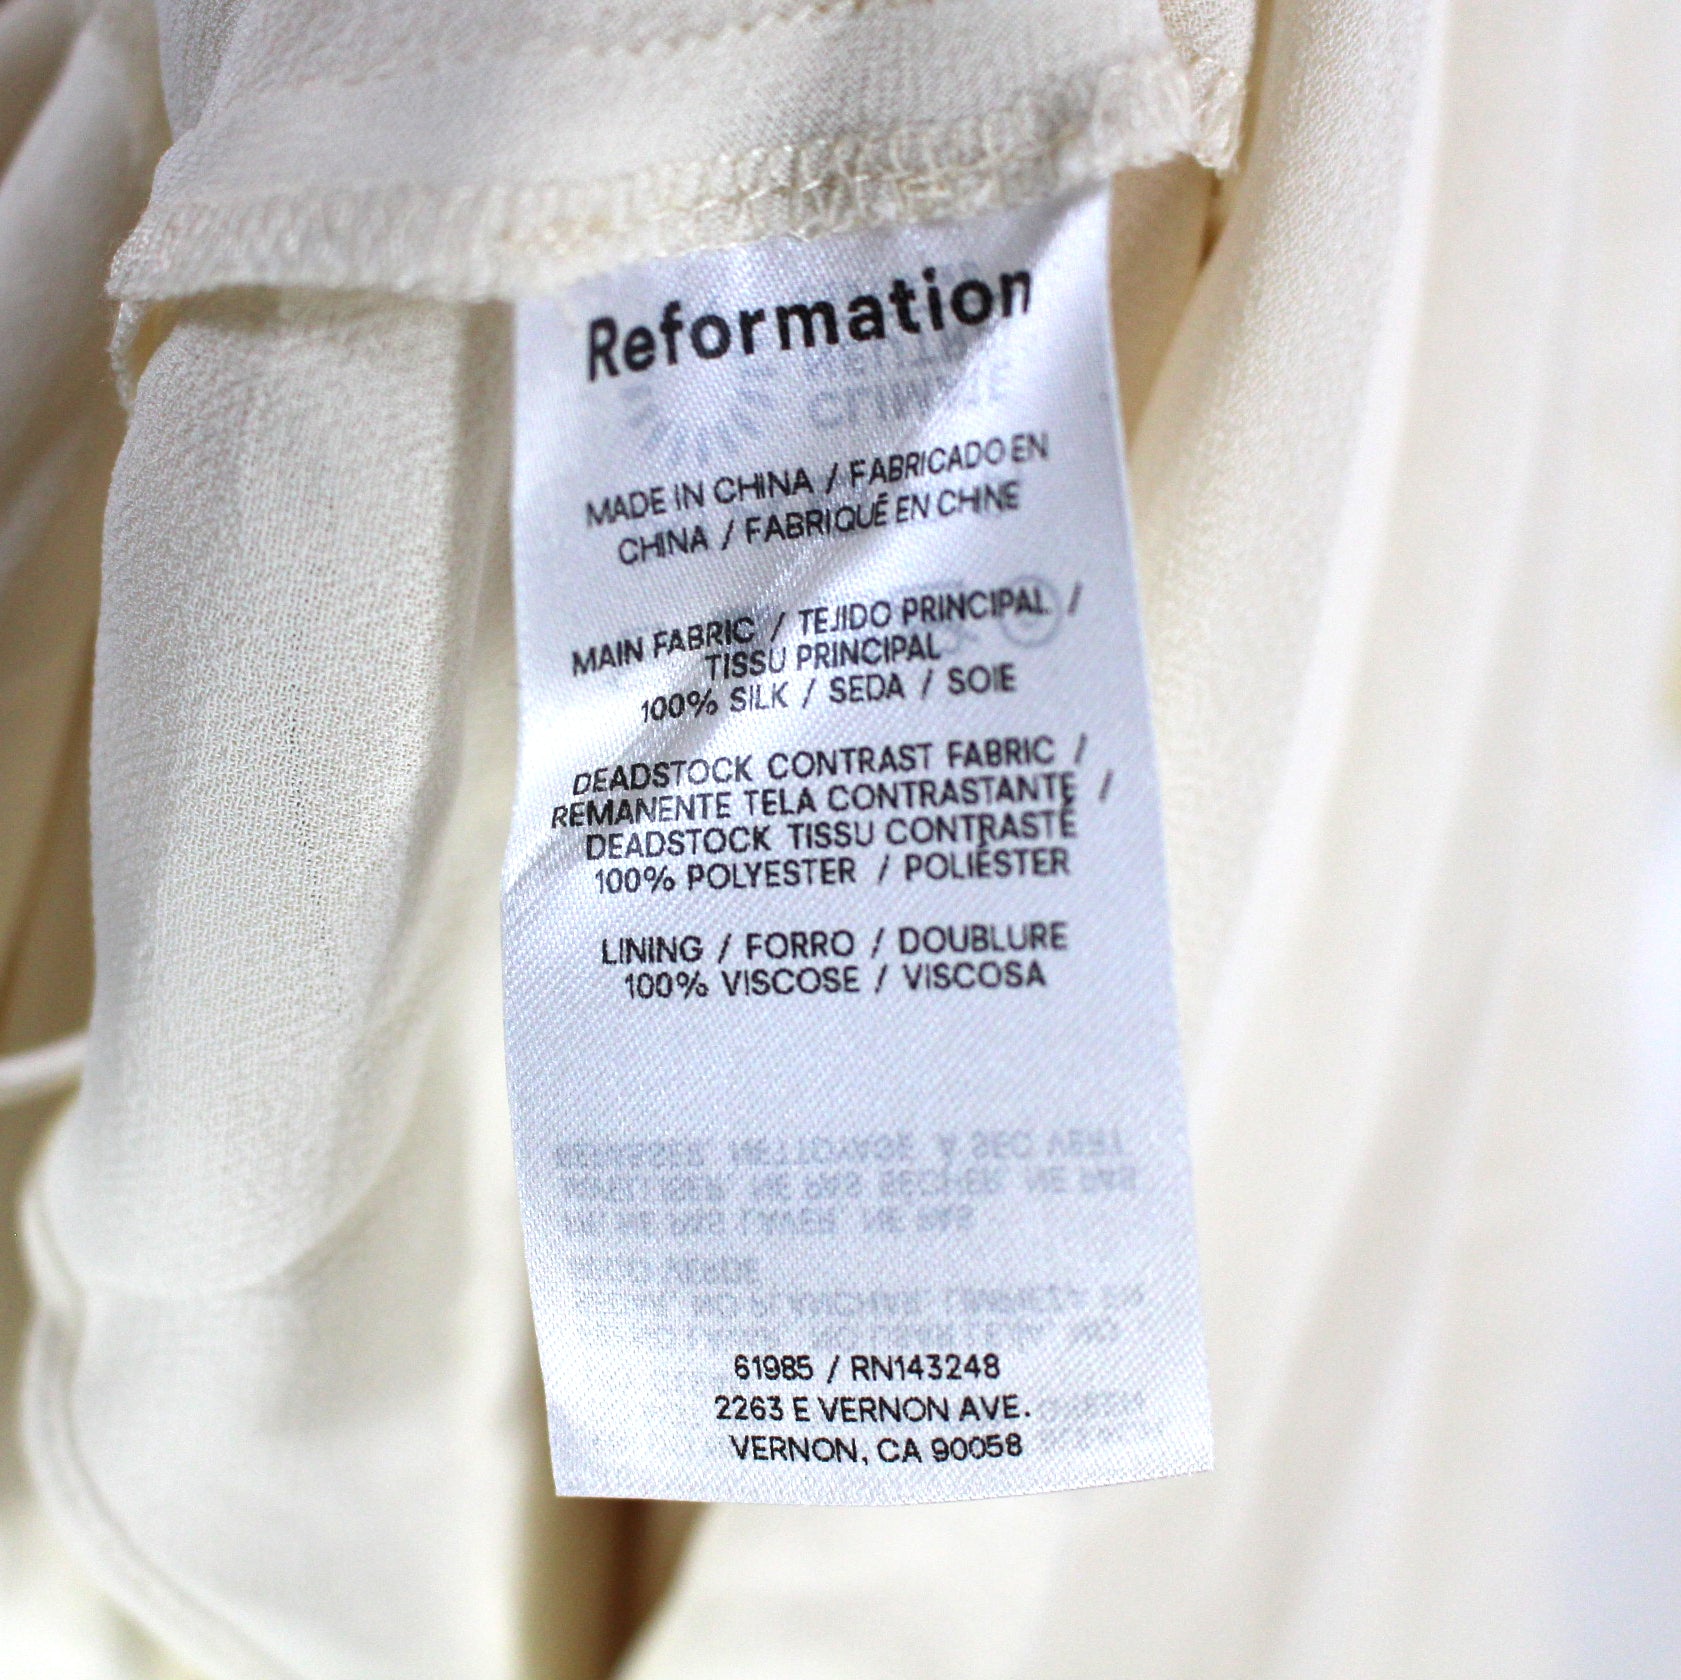 Reformation
MADE IN CHINA / FABRICADO EN
CHINA / FABRIQUÉ EN CHINE
MAIN FABRIC / TEJIDO PRINCIPAL /
TISSU PRINCIPAL
100% SILK / SEDA / SOIE
DEADSTOCK CONTRAST FABRIC /
REMANENTE TELA CONTRASTANTE /
DEADSTOCK TISSU CONTRASTÉ
100% POLYESTER / POLIÉSTER
LINING / FORRO / DOUBLURE
100% VISCOSE / VISCOSA
61985 / RN143248
2263 E VERNON AVE.
VERNON, CA 90058